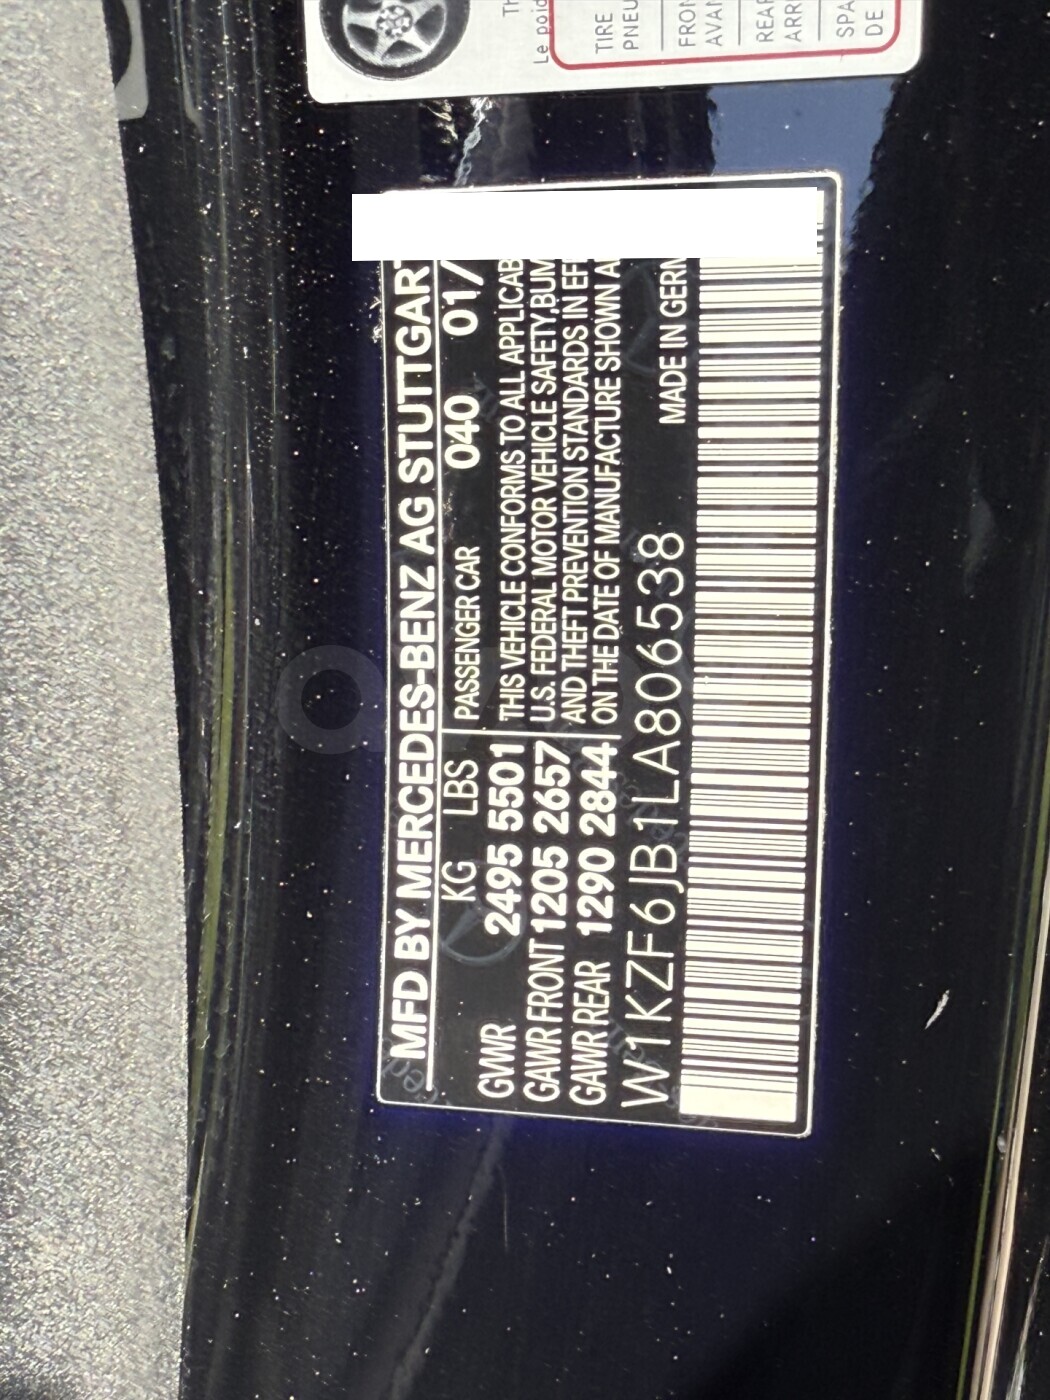 MFD BY MERCEDES-BENZ AG STUTTGART
KG LBS PASSENGER CAR 040 01/
GVWR 2495 5501 THIS VEHICLE CONFORMS TO ALL APPLICAB
GAWR FRONT 1205 2657 U.S. FEDERAL MOTOR VEHICLE SAFETY,BUM
GAWR REAR 1290 2844 AND THEFT PREVENTION STANDARDS IN EF
ON THE DATE OF MANUFACTURE SHOWN A
W1KZF6JB1LA806538 MADE IN GERM
TH
Le poid
TIRE
PNEU
FRON
AVAN
REAR
ARRI
SPA
DE